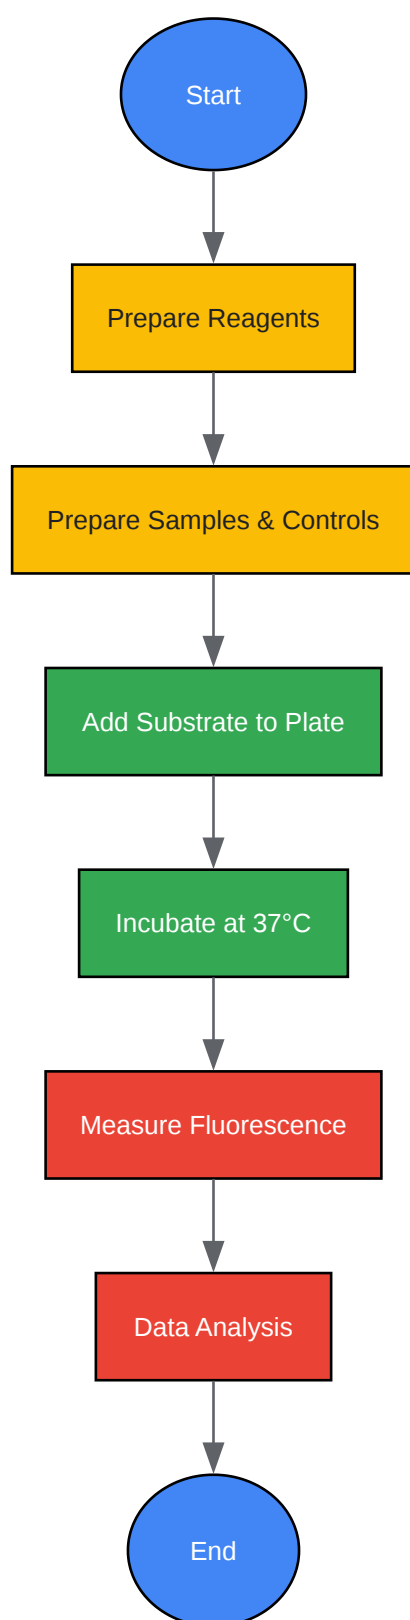 Start
Prepare Reagents
Prepare Samples & Controls
Add Substrate to Plate
Incubate at 37°C
Measure Fluorescence
Data Analysis
End